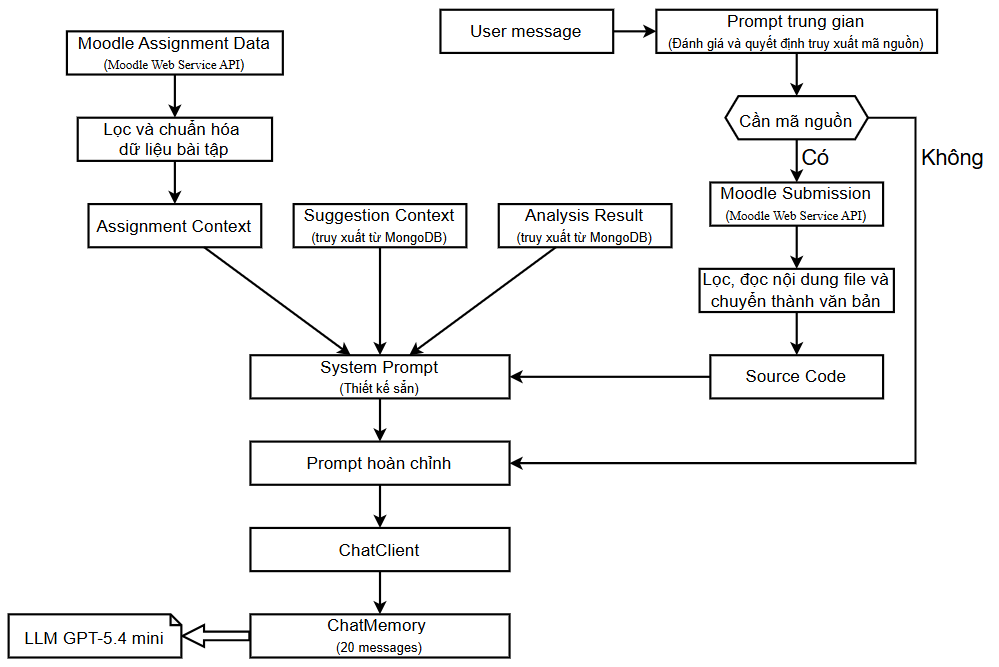 User message
Prompt trung gian
(Đánh giá và quyết định truy xuất mã nguồn)
Moodle Assignment Data
(Moodle Web Service API)
Cần mã nguồn
Lọc và chuẩn hóa
dữ liệu bài tập
Có
Không
Moodle Submission
(Moodle Web Service API)
Assignment Context
Suggestion Context
(truy xuất từ MongoDB)
Analysis Result
(truy xuất từ MongoDB)
Lọc, đọc nội dung file và
chuyển thành văn bản
System Prompt
(Thiết kế sẳn)
Source Code
Prompt hoàn chỉnh
ChatClient
ChatMemory
(20 messages)
LLM GPT-5.4 mini